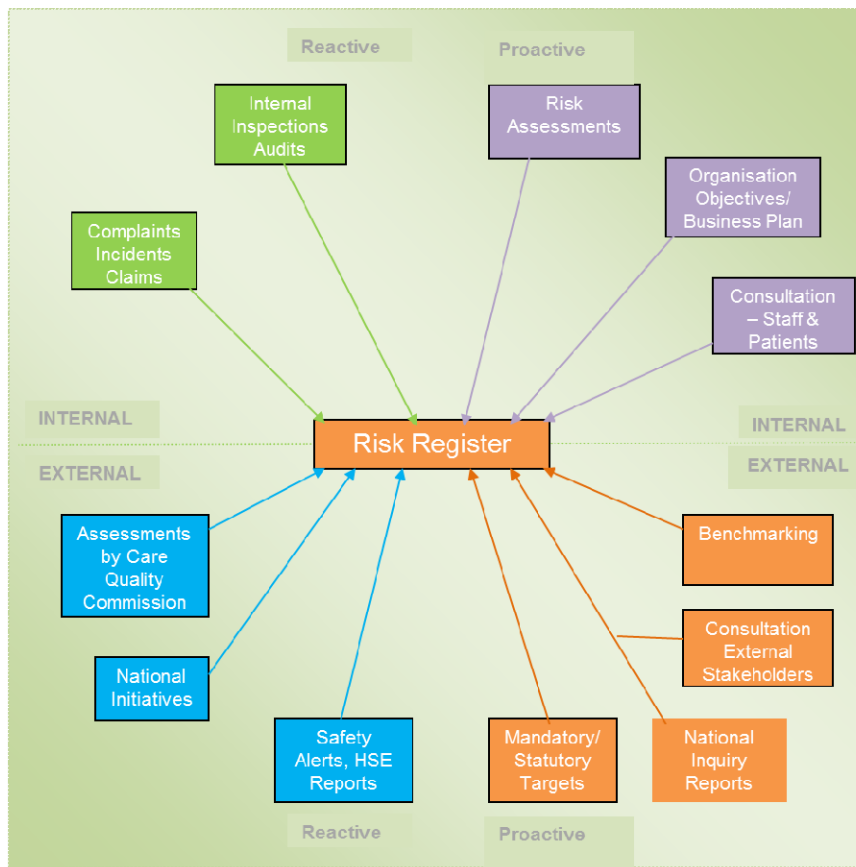 Reactive
Proactive
Internal
Inspections
Audits
Risk
Assessments
Organisation
Objectives/
Business Plan
Complaints
Incidents
Claims
Consultation
– Staff &
Patients
INTERNAL
INTERNAL
Risk Register
EXTERNAL
EXTERNAL
Assessments
by Care
Quality
Commission
Benchmarking
National
Initiatives
Consultation
External
Stakeholders
Safety
Alerts, HSE
Reports
Mandatory/
Statutory
Targets
National
Inquiry
Reports
Reactive
Proactive